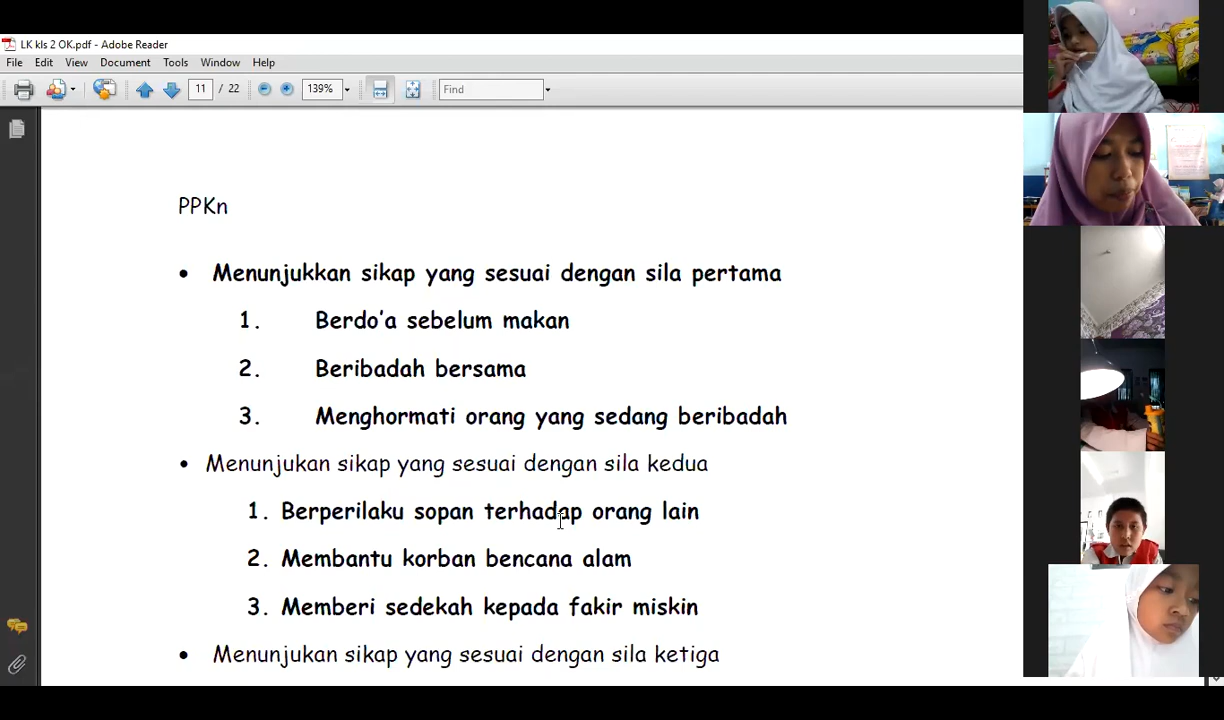 LK kls 2 OK.pdf - Adobe Reader
File Edit View Document Tools Window Help
11 / 22 139% Find
PPKn
• Menunjukkan sikap yang sesuai dengan sila pertama
1. Berdo'a sebelum makan
2. Beribadah bersama
3. Menghormati orang yang sedang beribadah
• Menunjukan sikap yang sesuai dengan sila kedua
1. Berperilaku sopan terhadap orang lain
2. Membantu korban bencana alam
3. Memberi sedekah kepada fakir miskin
• Menunjukan sikap yang sesuai dengan sila ketiga